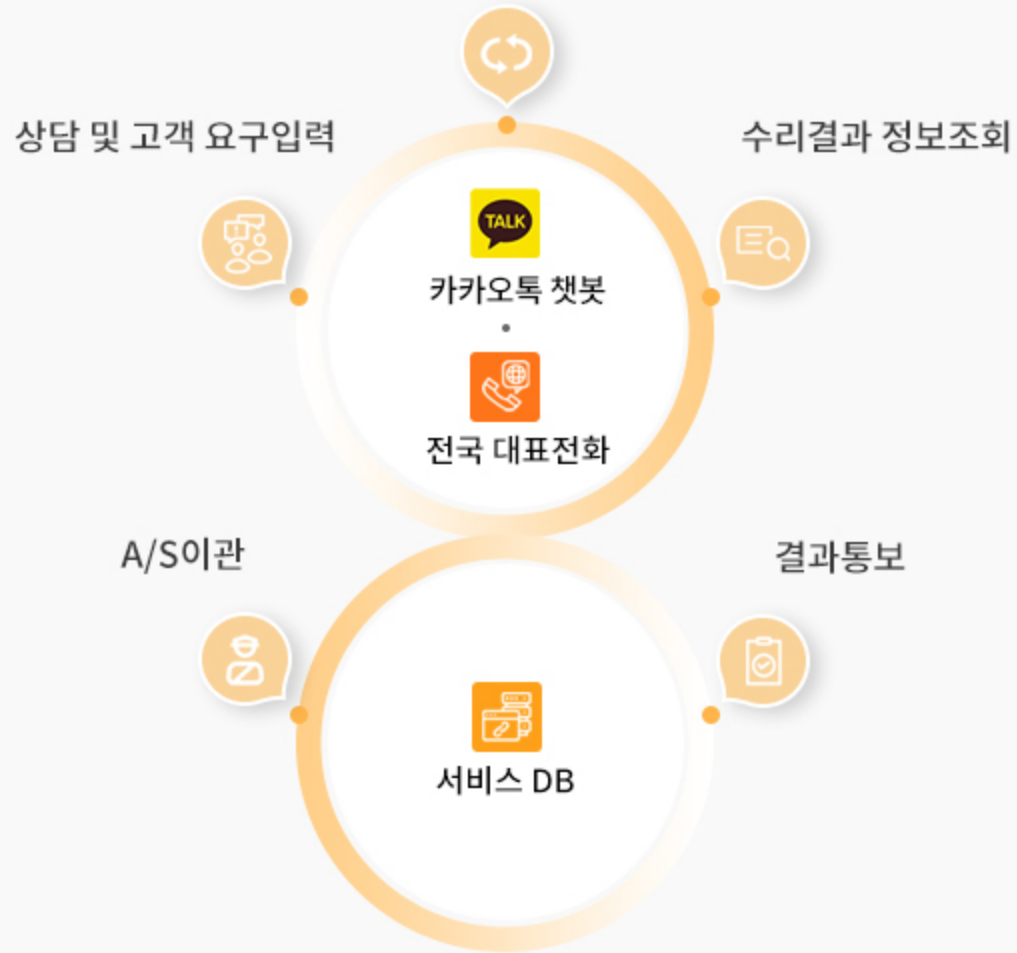 상담 및 고객 요구입력
수리결과 정보조회
TALK
카카오톡 챗봇
전국 대표전화
A/S이관
결과통보
서비스 DB